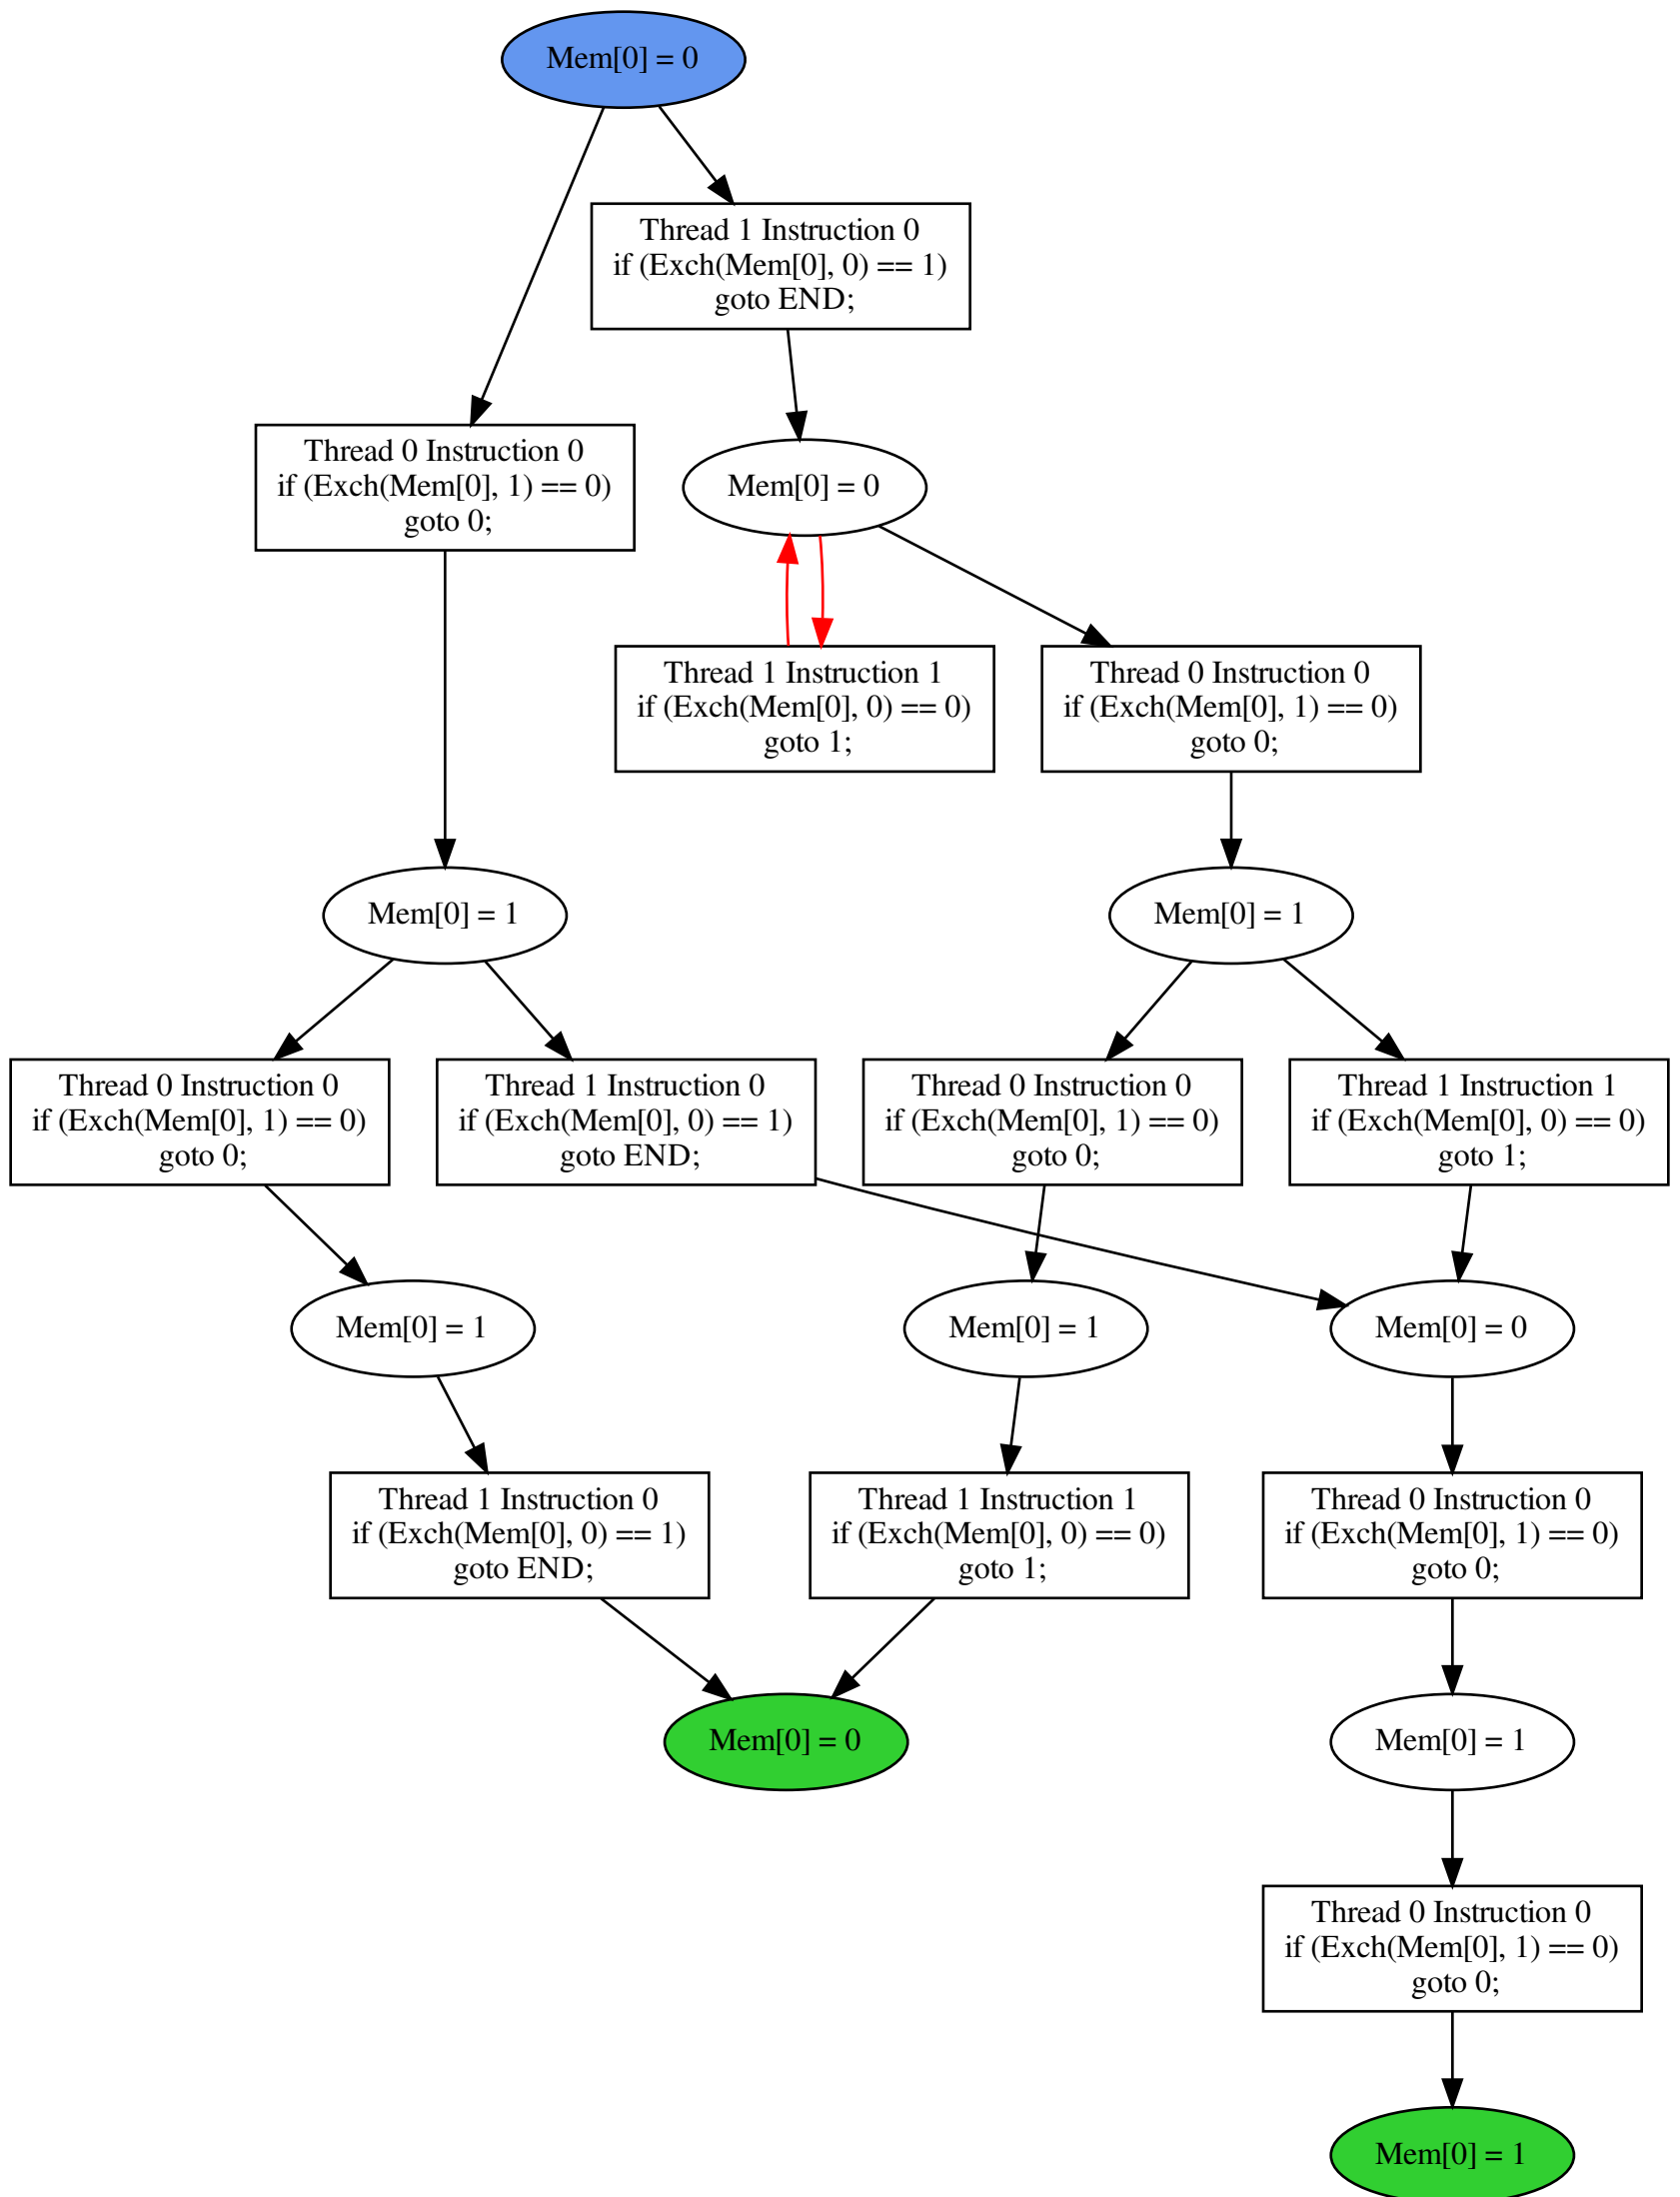 Mem[0] = 0
Thread 1 Instruction 0
if (Exch(Mem[0], 0) == 1)
goto END;
Thread 0 Instruction 0
if (Exch(Mem[0], 1) == 0)
goto 0;
Mem[0] = 0
Thread 1 Instruction 1
if (Exch(Mem[0], 0) == 0)
goto 1;
Thread 0 Instruction 0
if (Exch(Mem[0], 1) == 0)
goto 0;
Mem[0] = 1
Mem[0] = 1
Thread 0 Instruction 0
if (Exch(Mem[0], 1) == 0)
goto 0;
Thread 1 Instruction 0
if (Exch(Mem[0], 0) == 1)
goto END;
Thread 0 Instruction 0
if (Exch(Mem[0], 1) == 0)
goto 0;
Thread 1 Instruction 1
if (Exch(Mem[0], 0) == 0)
goto 1;
Mem[0] = 1
Mem[0] = 1
Mem[0] = 0
Thread 1 Instruction 0
if (Exch(Mem[0], 0) == 1)
goto END;
Thread 1 Instruction 1
if (Exch(Mem[0], 0) == 0)
goto 1;
Thread 0 Instruction 0
if (Exch(Mem[0], 1) == 0)
goto 0;
Mem[0] = 0
Mem[0] = 1
Thread 0 Instruction 0
if (Exch(Mem[0], 1) == 0)
goto 0;
Mem[0] = 1